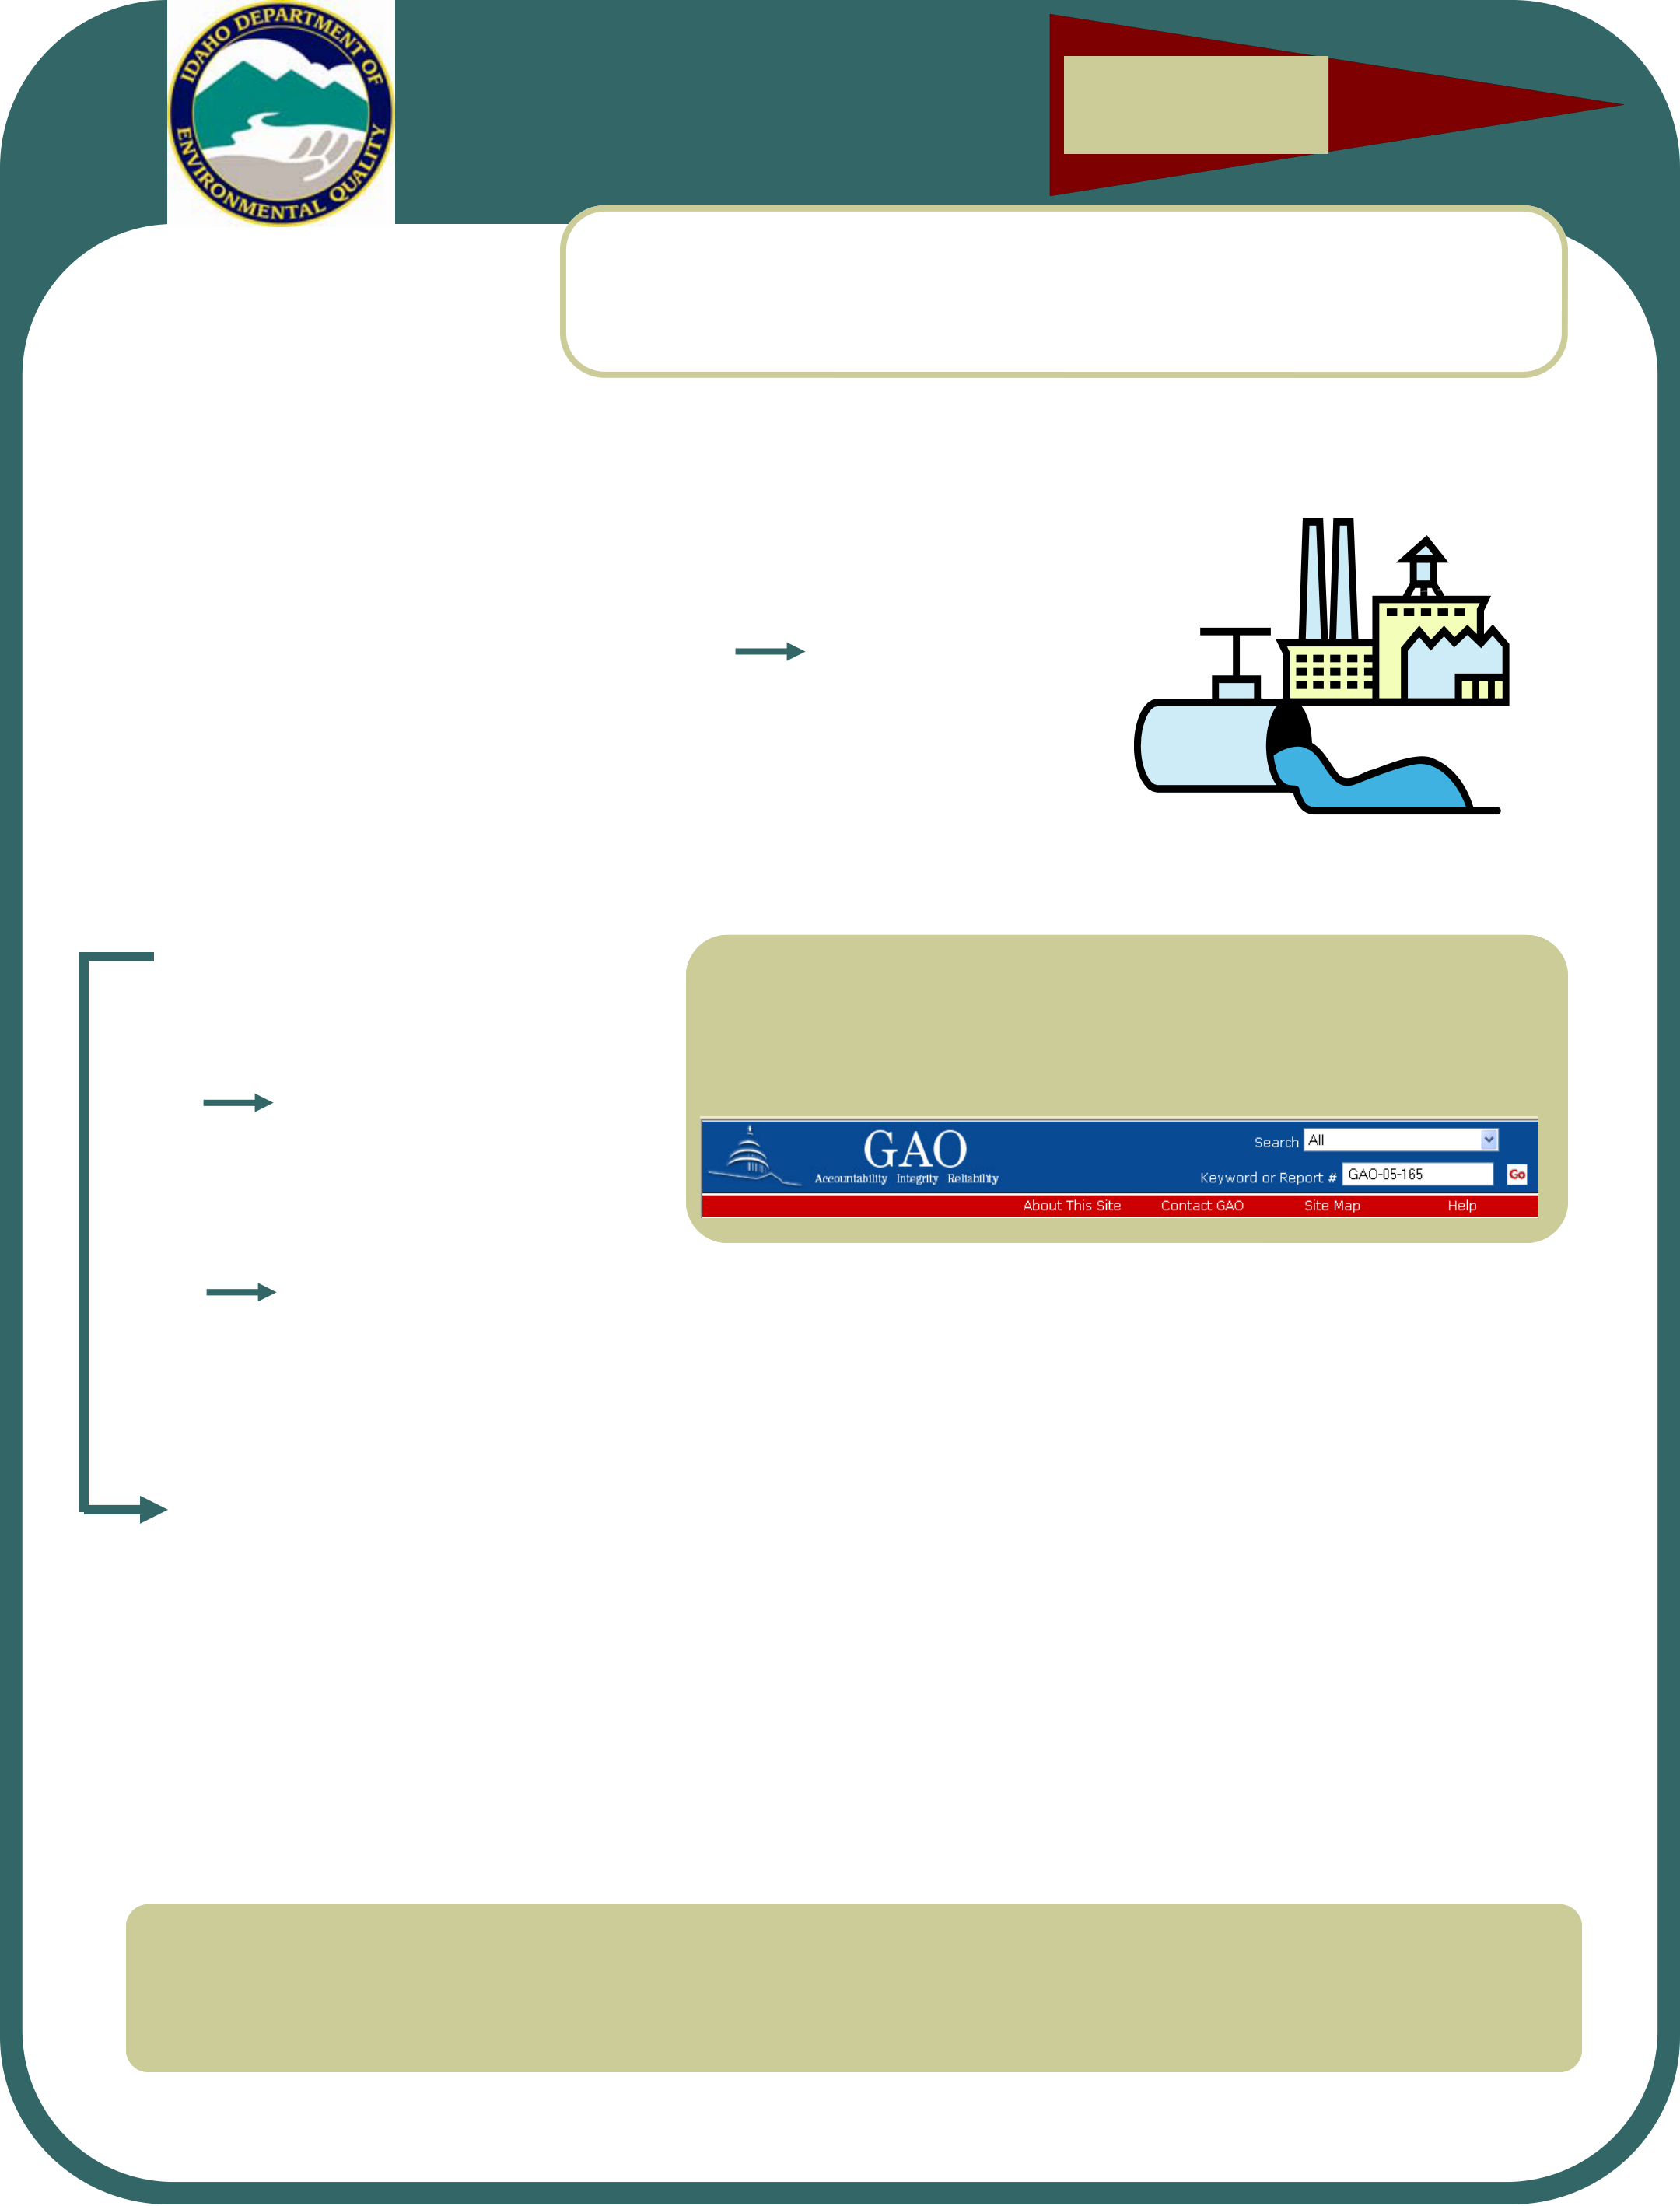 IDAHO DEPARTMENT OF
ENVIRONMENTAL QUALITY
GAO
Accountability Integrity Reliability
Search All
Keyword or Report # GAO-05-165 Go
About This Site Contact GAO Site Map Help